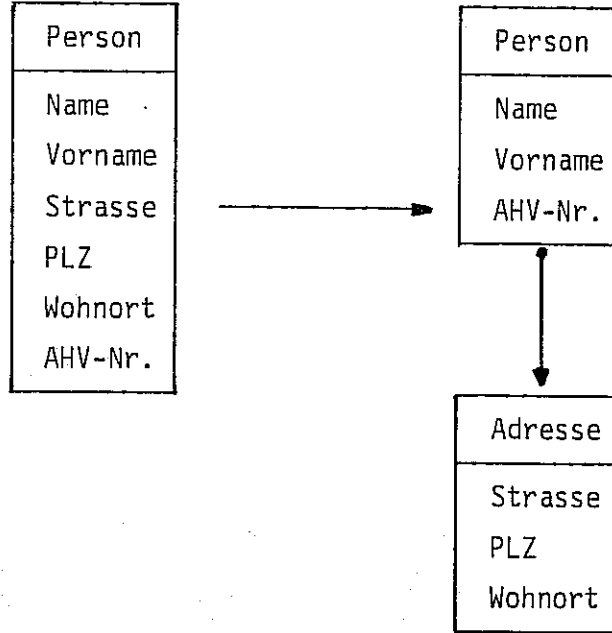 Person
Name
Vorname
Strasse
PLZ
Wohnort
AHV-Nr.
Person
Name
Vorname
AHV-Nr.
Adresse
Strasse
PLZ
Wohnort